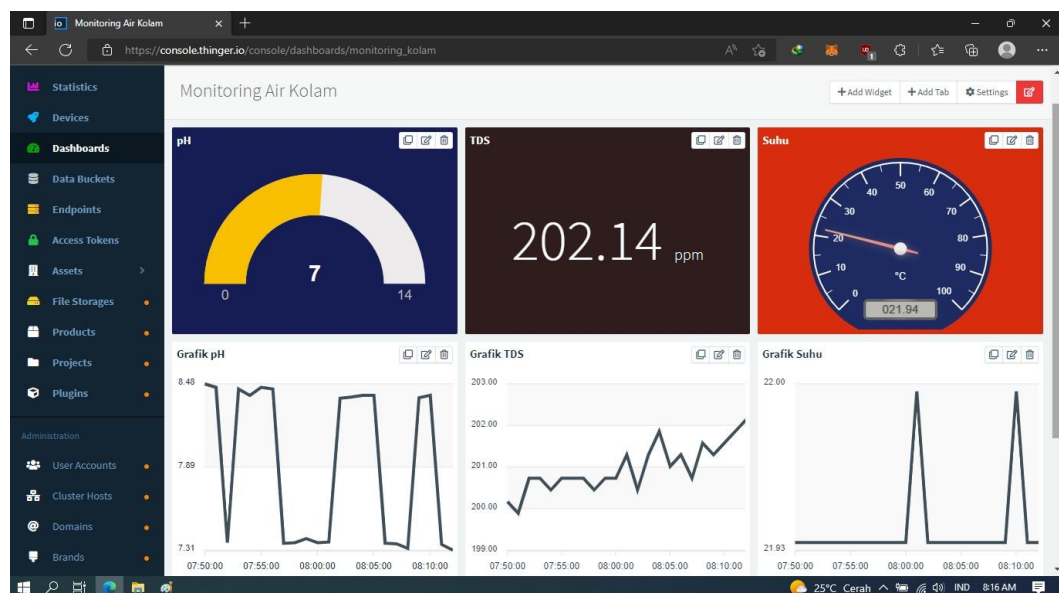 io Monitoring Air Kolam
https://console.thinger.io/console/dashboards/monitoring_kolam
1
Statistics
Devices
Dashboards
Data Buckets
Endpoints
Access Tokens
Assets
File Storages
Products
Projects
Plugins
Administration
User Accounts
Cluster Hosts
Domains
Brands
Monitoring Air Kolam
Add Widget
Add Tab
Settings
pH
7
0
14
TDS
202.14 ppm
Suhu
0
10
20
30
40
50
60
70
80
90
100
°C
021.94
Grafik pH
8.48
7.89
7.31
07:50:00 07:55:00 08:00:00 08:05:00 08:10:00
Grafik TDS
203.00
202.00
201.00
200.00
199.00
07:50:00 07:55:00 08:00:00 08:05:00 08:10:00
Grafik Suhu
22.00
21.93
07:50:00 07:55:00 08:00:00 08:05:00 08:10:00
25°C Cerah
IND
8:16 AM